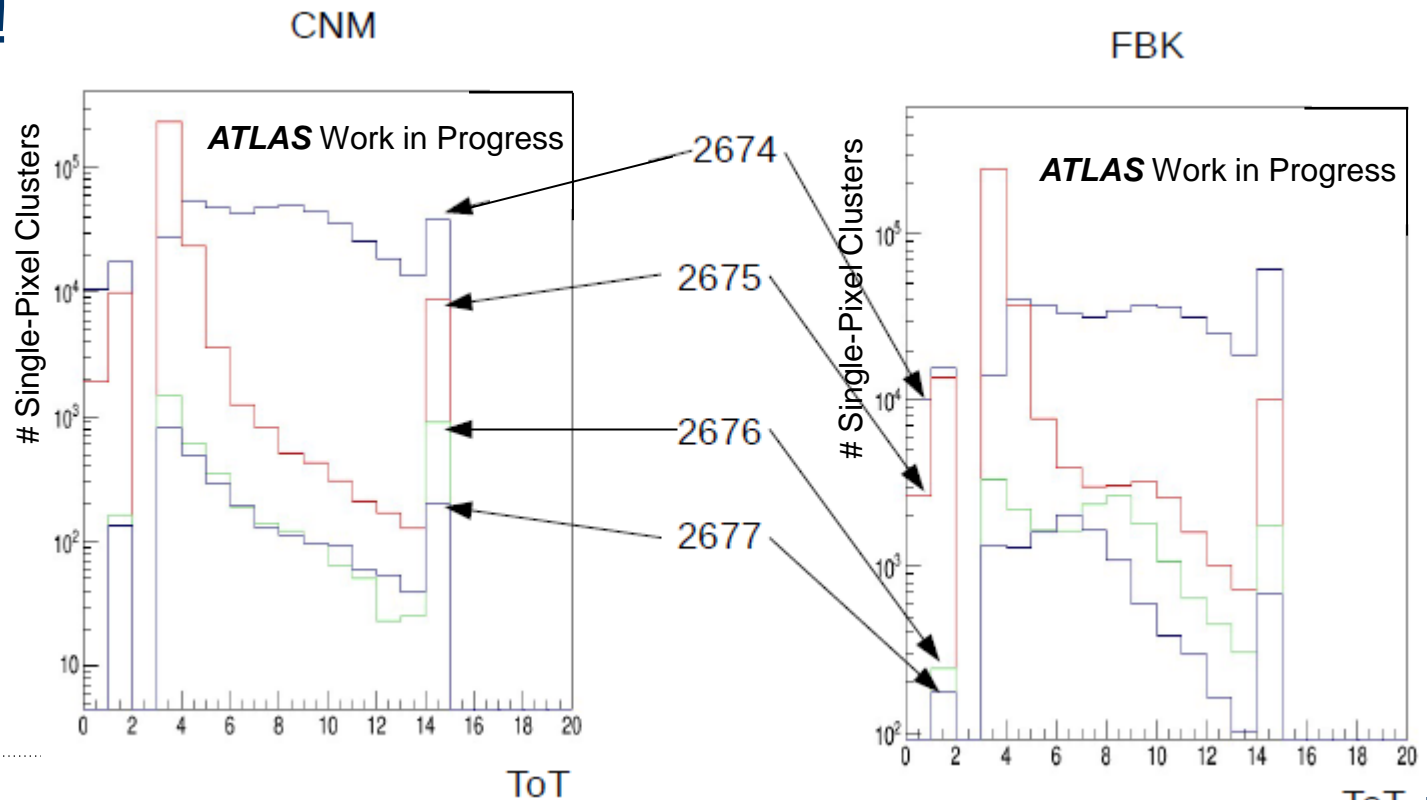 !
CNM
# Single-Pixel Clusters
ATLAS Work in Progress
10⁵
10⁴
10³
10²
10
0 2 4 6 8 10 12 14 16 18 20
ToT
2674
2675
2676
2677
FBK
# Single-Pixel Clusters
ATLAS Work in Progress
10⁵
10⁴
10³
10²
0 2 4 6 8 10 12 14 16 18 20
ToT